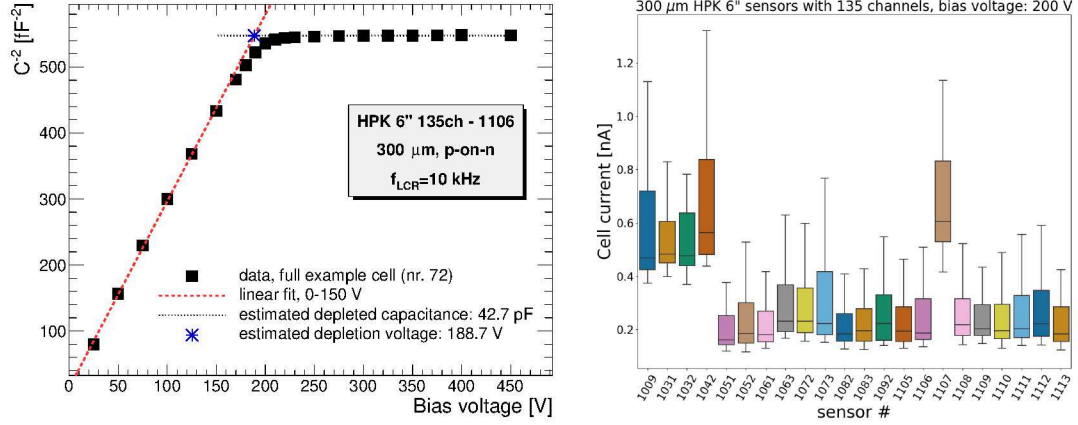 C⁻² [fF⁻²]
500
400
300
200
100
HPK 6" 135ch - 1106
300 μm, p-on-n
f_LCR=10 kHz
data, full example cell (nr. 72)
linear fit, 0-150 V
estimated depleted capacitance: 42.7 pF
estimated depletion voltage: 188.7 V
0 50 100 150 200 250 300 350 400 450
Bias voltage [V]
300 μm HPK 6" sensors with 135 channels, bias voltage: 200 V
Cell current [nA]
1.2
1.0
0.8
0.6
0.4
0.2
1009 1031 1032 1042 1051 1052 1061 1063 1072 1073 1082 1083 1092 1105 1106 1107 1108 1109 1110 1111 1112 1113
sensor #